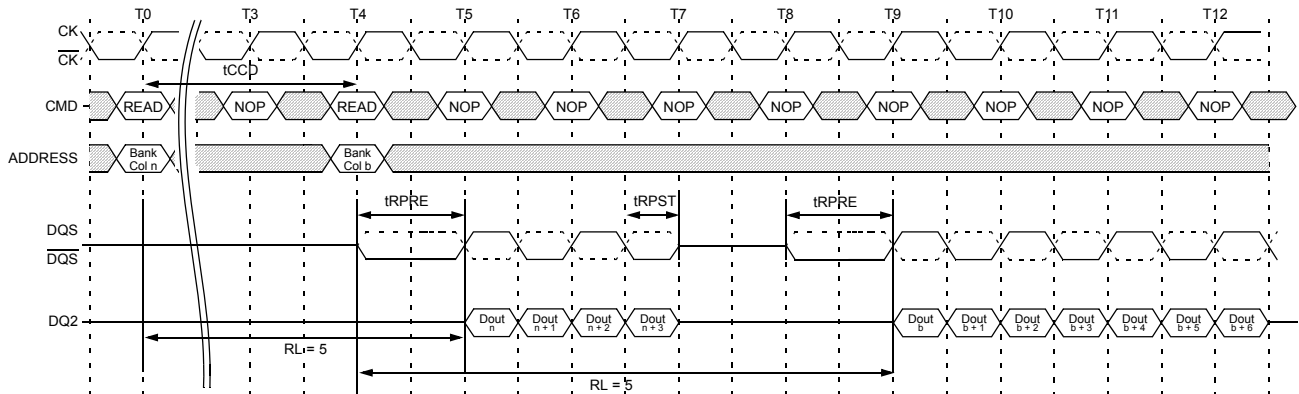 T0 T3 T4 T5 T6 T7 T8 T9 T10 T11 T12
CK
CK
tCCD
CMD READ NOP READ NOP NOP NOP NOP NOP NOP NOP NOP
ADDRESS Bank Col n Bank Col b
tRPRE tRPST tRPRE
DQS
DQS
DQ2 Dout n Dout n + 1 Dout n + 2 Dout n + 3 Dout b Dout b + 1 Dout b + 2 Dout b + 3 Dout b + 4 Dout b + 5 Dout b + 6
RL = 5
RL = 5